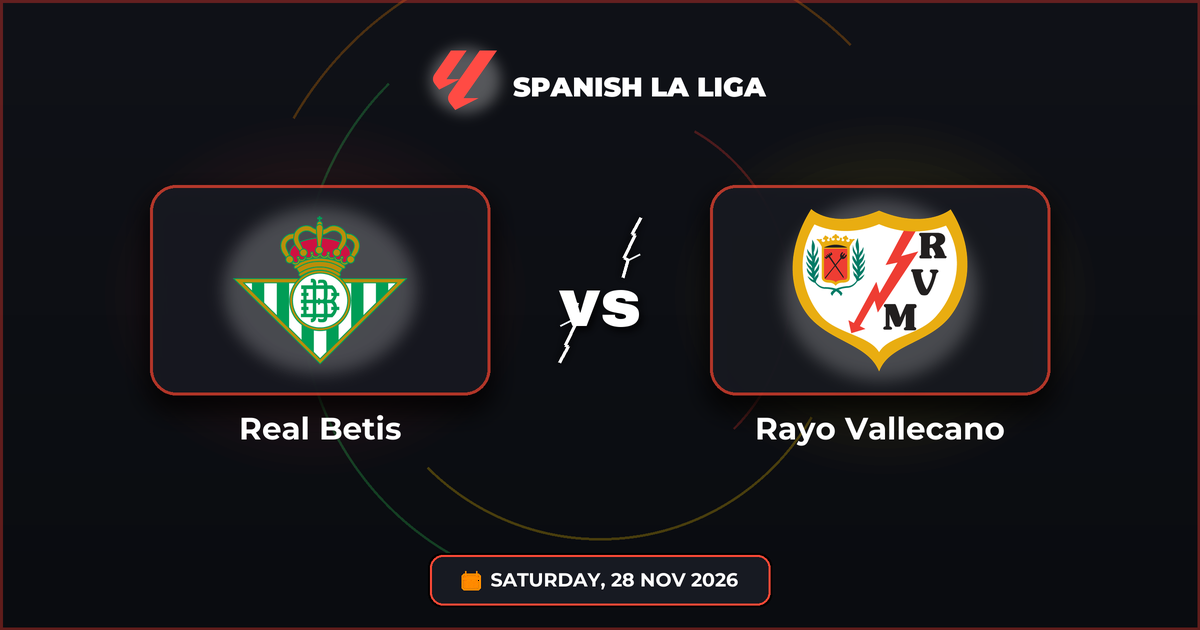 SPANISH LA LIGA
VS
R
V
M
Real Betis
Rayo Vallecano
SATURDAY, 28 NOV 2026